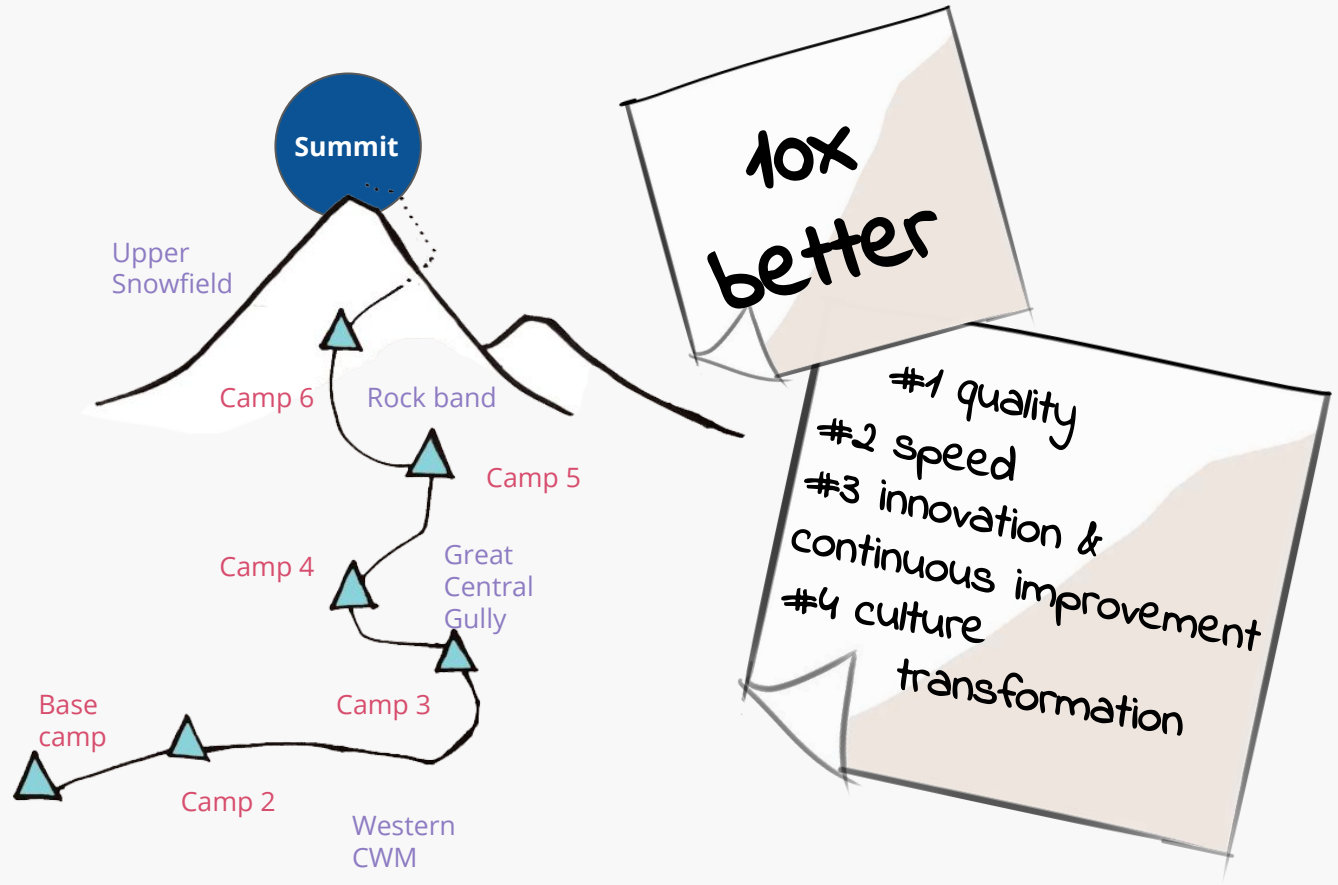 Summit
Upper
Snowfield
Camp 6
Rock band
Camp 5
Camp 4
Great
Central
Gully
Camp 3
Base
camp
Camp 2
Western
CWM
10x
better
#1 quality
#2 speed
#3 innovation &
continuous improvement
#4 culture
transformation